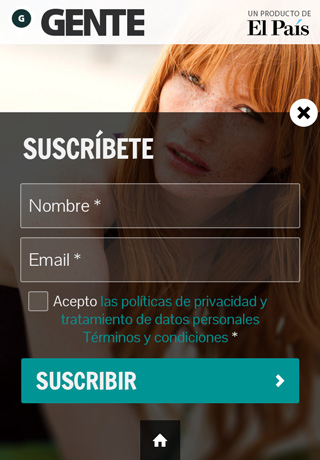 G GENTE
UN PRODUCTO DE
El País
SUSCRÍBETE
Nombre *
Email *
Acepto las políticas de privacidad y
tratamiento de datos personales
Términos y condiciones *
SUSCRIBIR